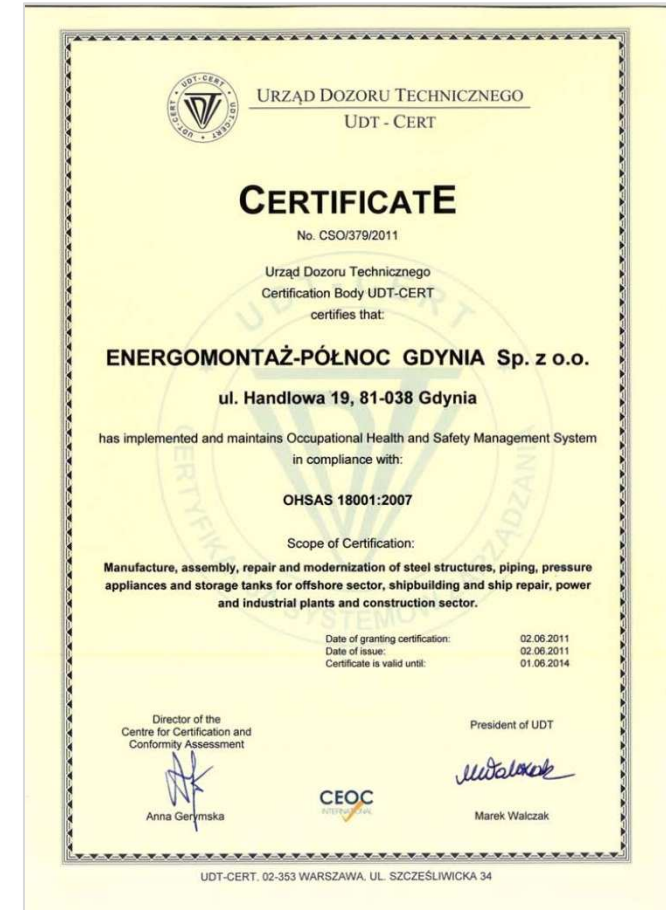 UDT-CERT • UDT-CERT • UDT-CERT
URZĄD DOZORU TECHNICZNEGO
UDT - CERT
CERTIFICATE
No. CSO/379/2011
Urząd Dozoru Technicznego
Certification Body UDT-CERT
certifies that:
ENERGOMONTAŻ-PÓŁNOC GDYNIA Sp. z o.o.
ul. Handlowa 19, 81-038 Gdynia
has implemented and maintains Occupational Health and Safety Management System
in compliance with:
OHSAS 18001:2007
Scope of Certification:
Manufacture, assembly, repair and modernization of steel structures, piping, pressure
appliances and storage tanks for offshore sector, shipbuilding and ship repair, power
and industrial plants and construction sector.
Date of granting certification: 02.06.2011
Date of issue: 02.06.2011
Certificate is valid until: 01.06.2014
Director of the
Centre for Certification and
Conformity Assessment
Anna Gerymska
CEOC
INTERNATIONAL
President of UDT
Marek Walczak
UDT-CERT. 02-353 WARSZAWA. UL. SZCZEŚLIWICKA 34